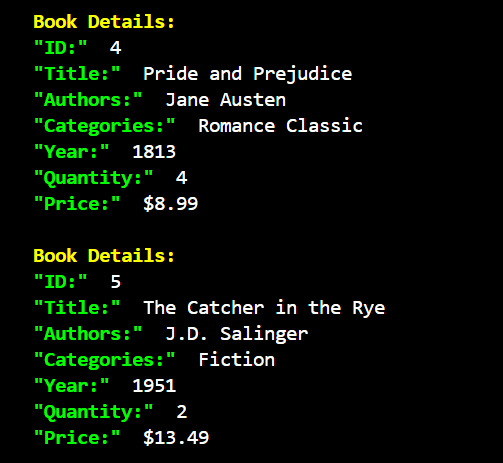 Book Details:
"ID:"  4
"Title:"  Pride and Prejudice
"Authors:"  Jane Austen
"Categories:"  Romance Classic
"Year:"  1813
"Quantity:"  4
"Price:"  $8.99
Book Details:
"ID:"  5
"Title:"  The Catcher in the Rye
"Authors:"  J.D. Salinger
"Categories:"  Fiction
"Year:"  1951
"Quantity:"  2
"Price:"  $13.49